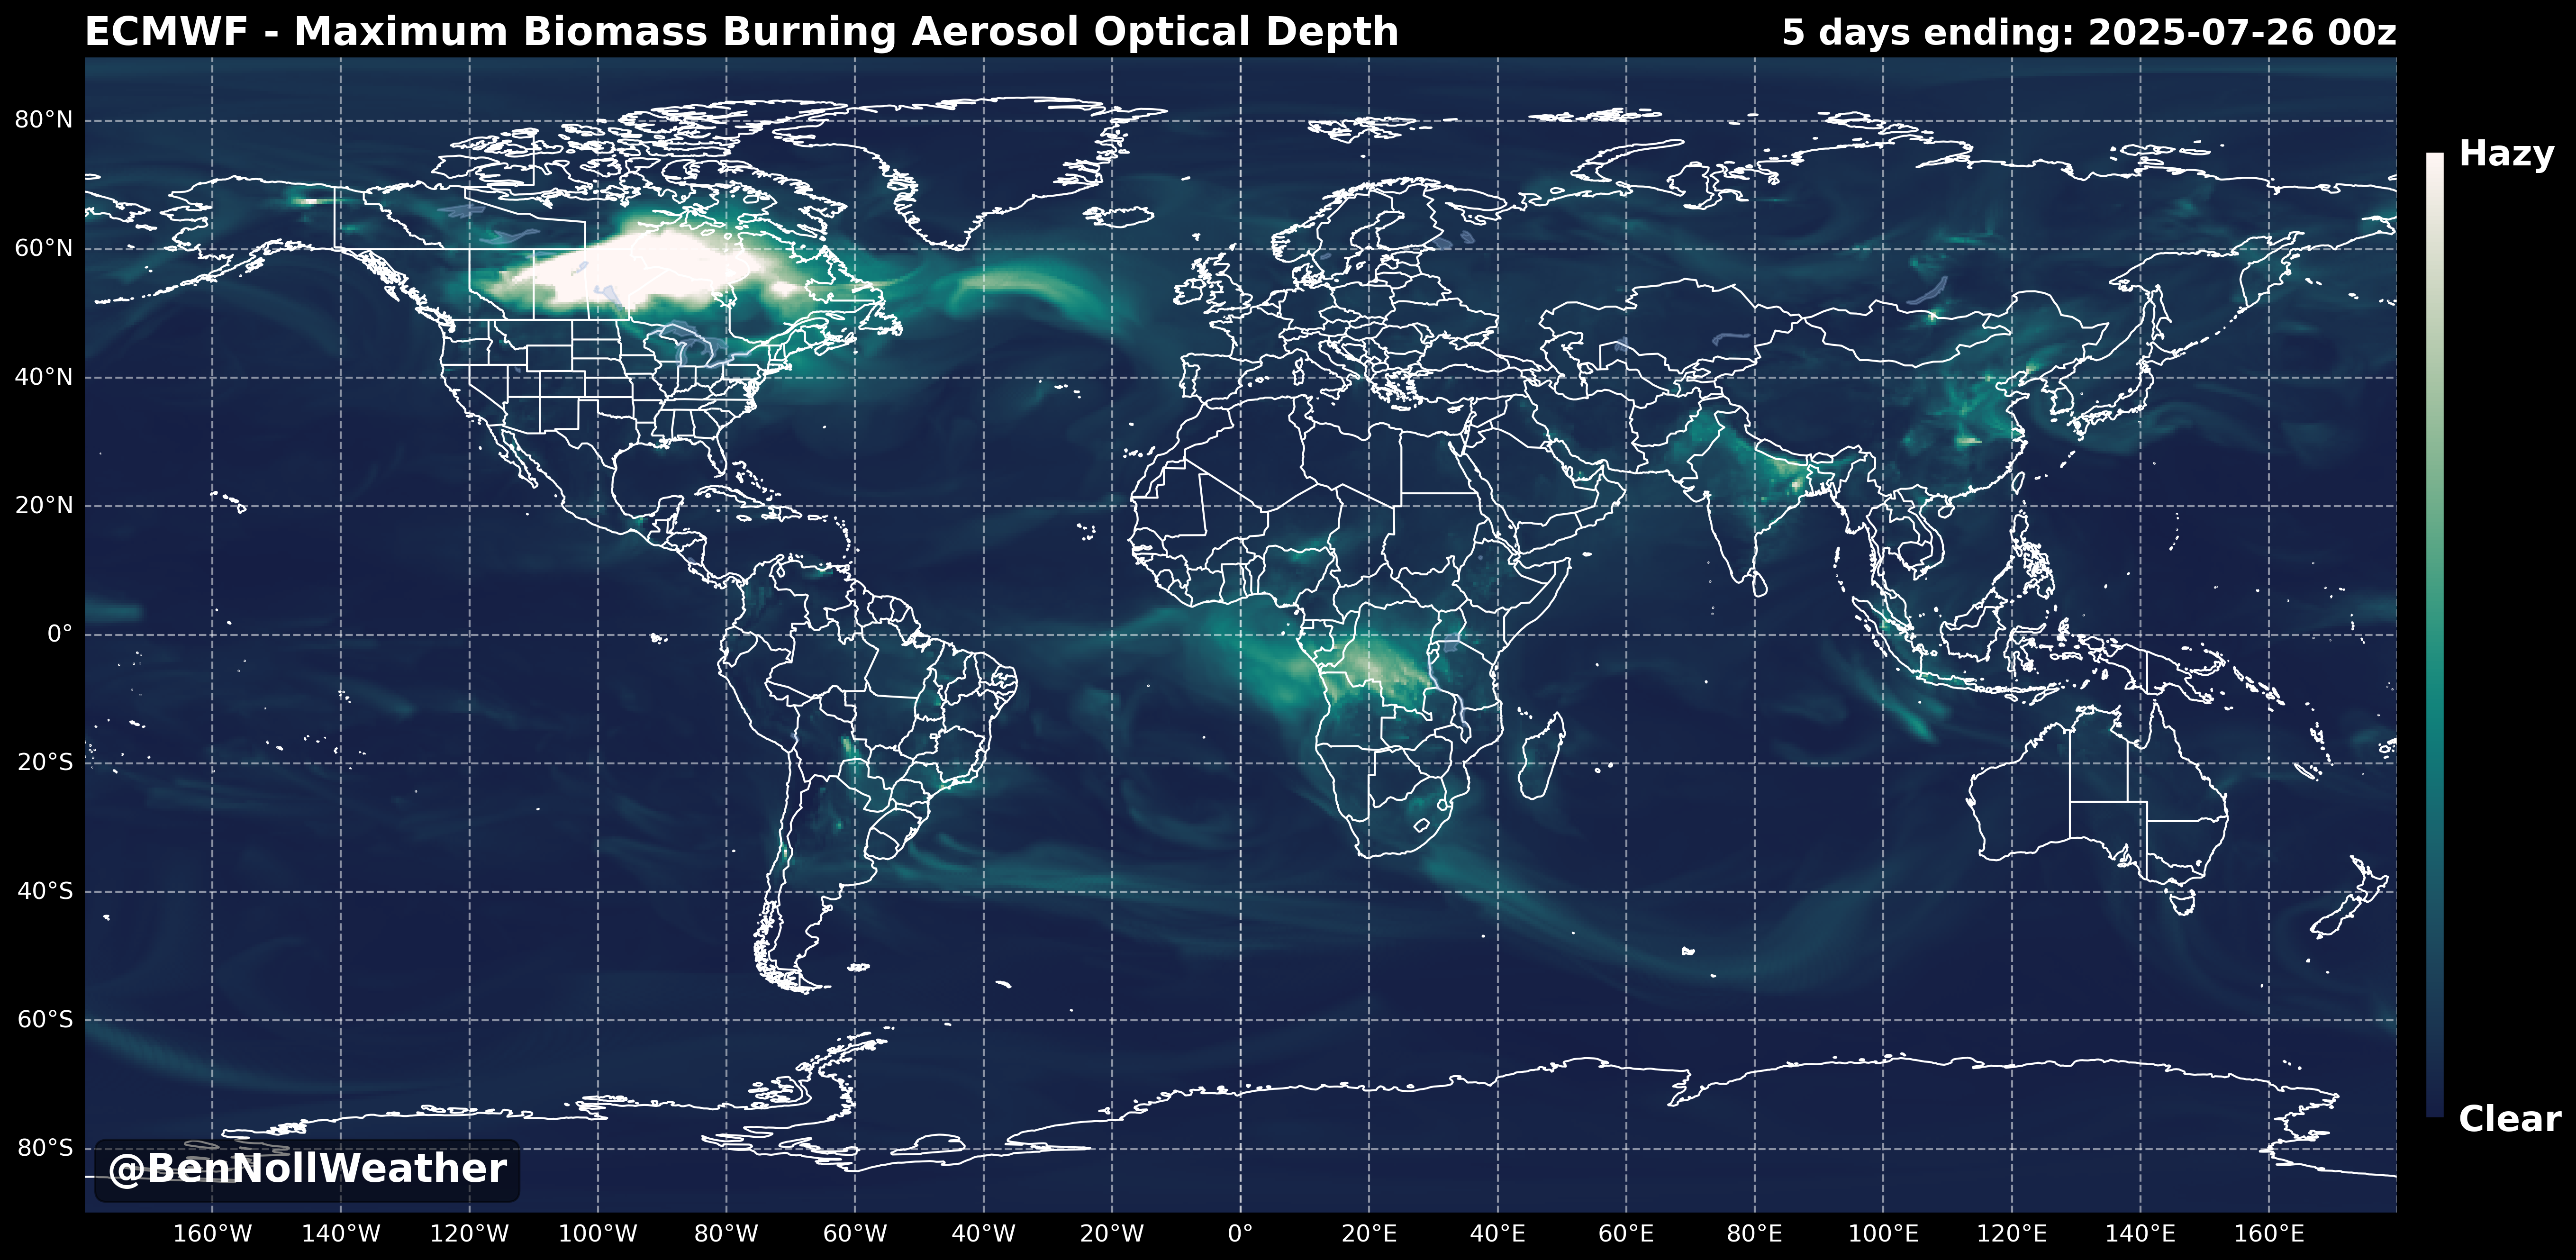 ECMWF - Maximum Biomass Burning Aerosol Optical Depth
5 days ending: 2025-07-26 00z
Hazy
Clear
80°N
60°N
40°N
20°N
0°
20°S
40°S
60°S
80°S
@BenNollWeather
160°W 140°W 120°W 100°W 80°W 60°W 40°W 20°W 0° 20°E 40°E 60°E 80°E 100°E 120°E 140°E 160°E